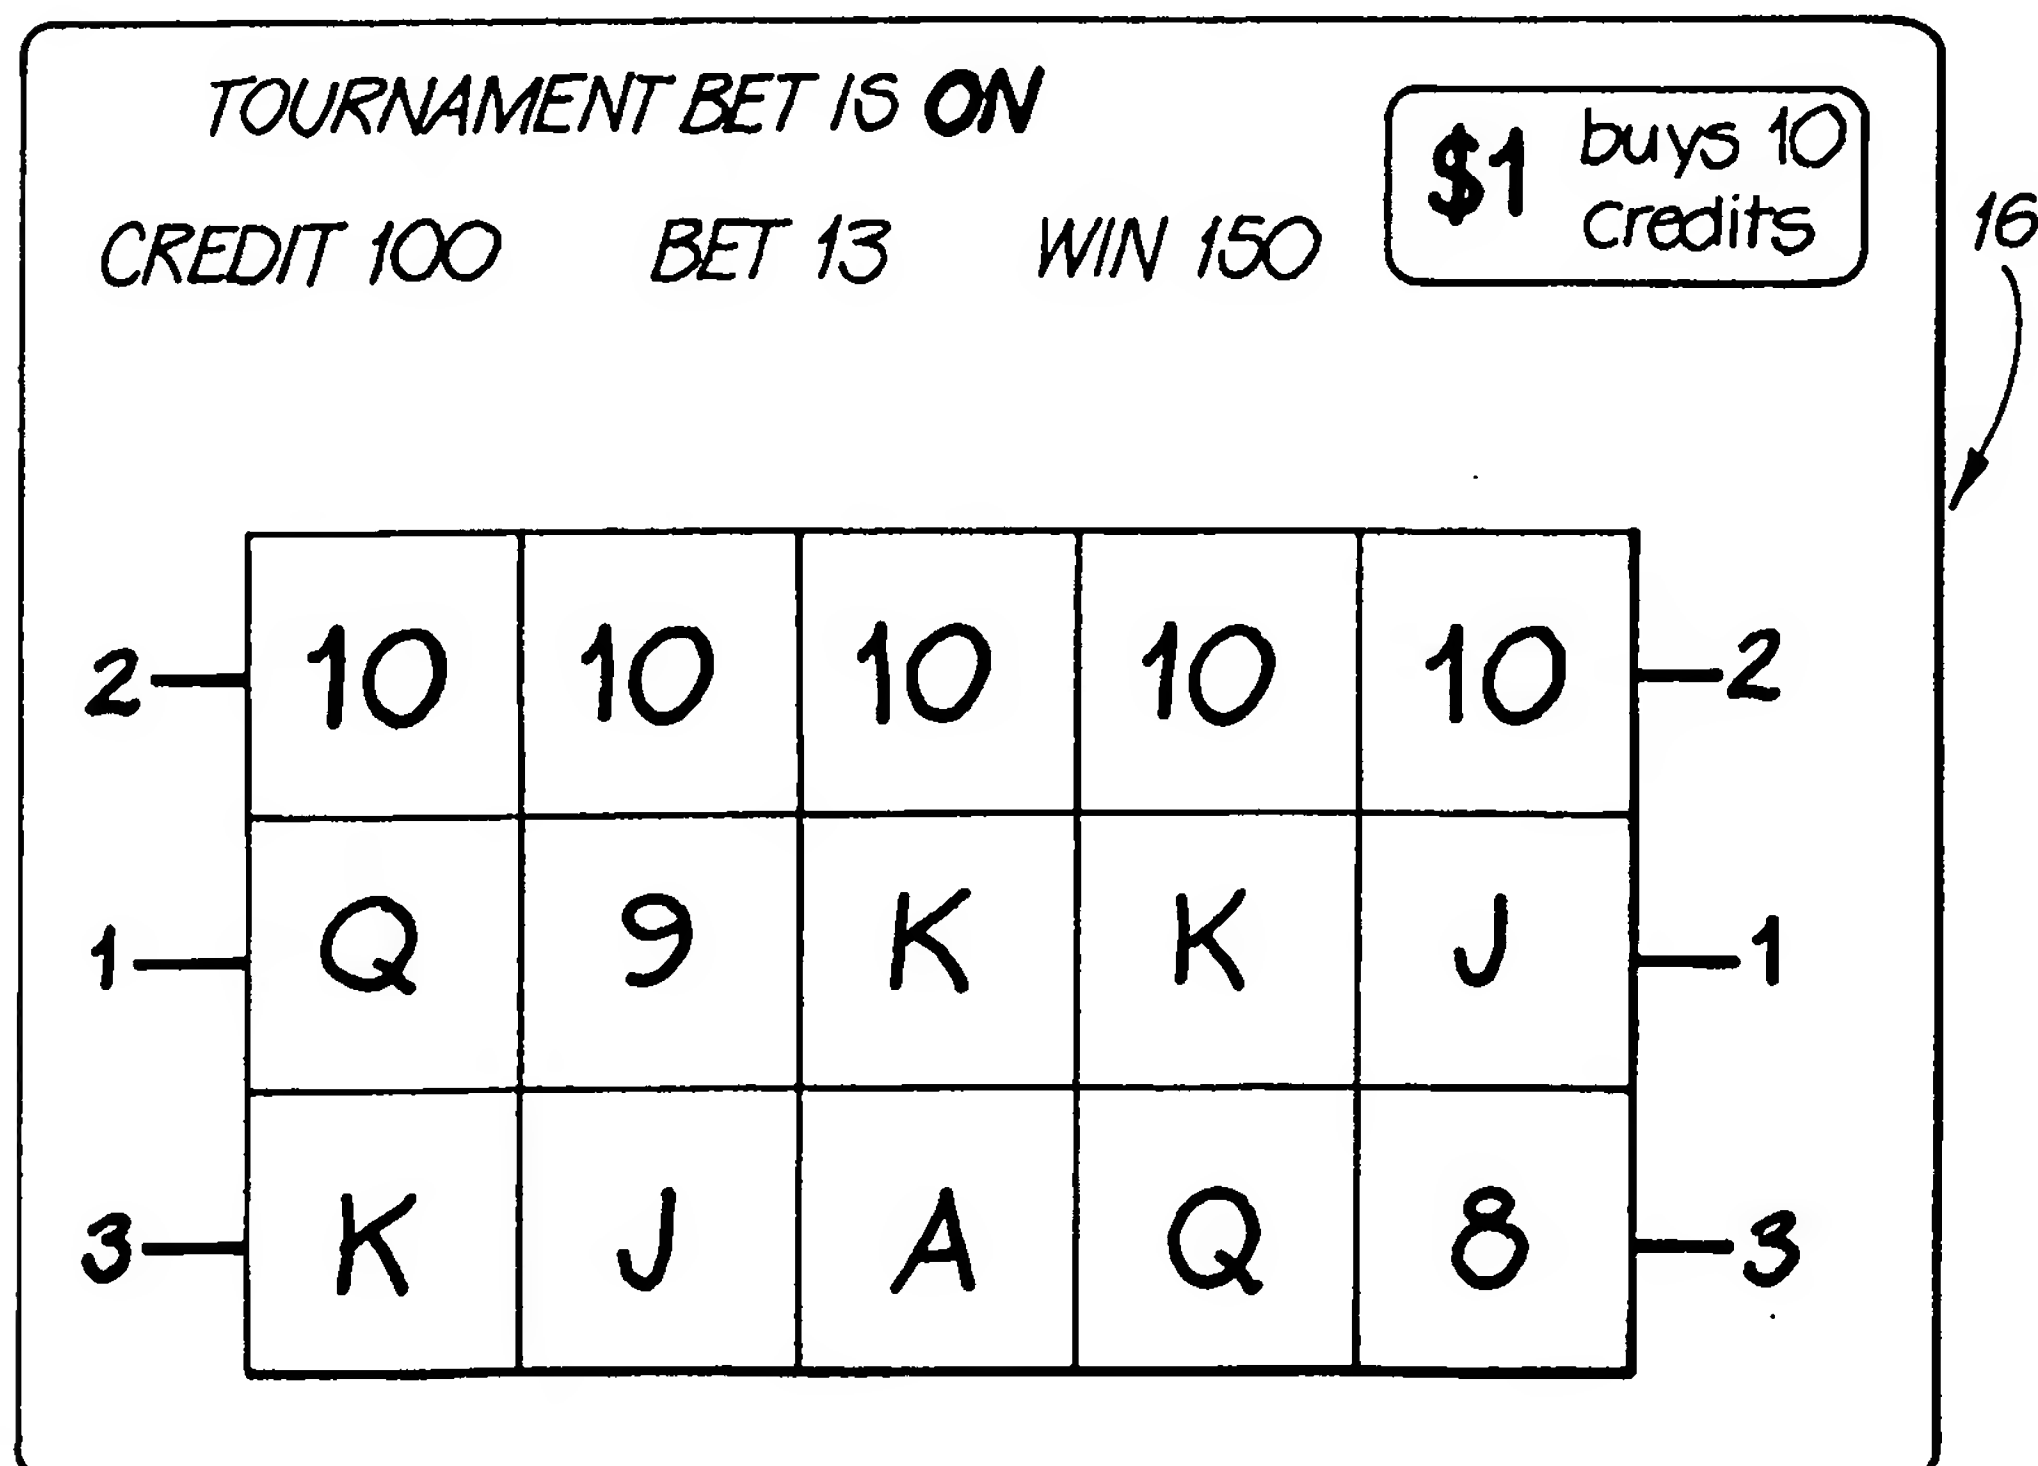 TOURNAMENT BET IS ON
$1 buys 10
credits
CREDIT 100 BET 13 WIN 150
16
2 10 10 10 10 10 2
1 Q 9 K K J 1
3 K J A Q 8 3